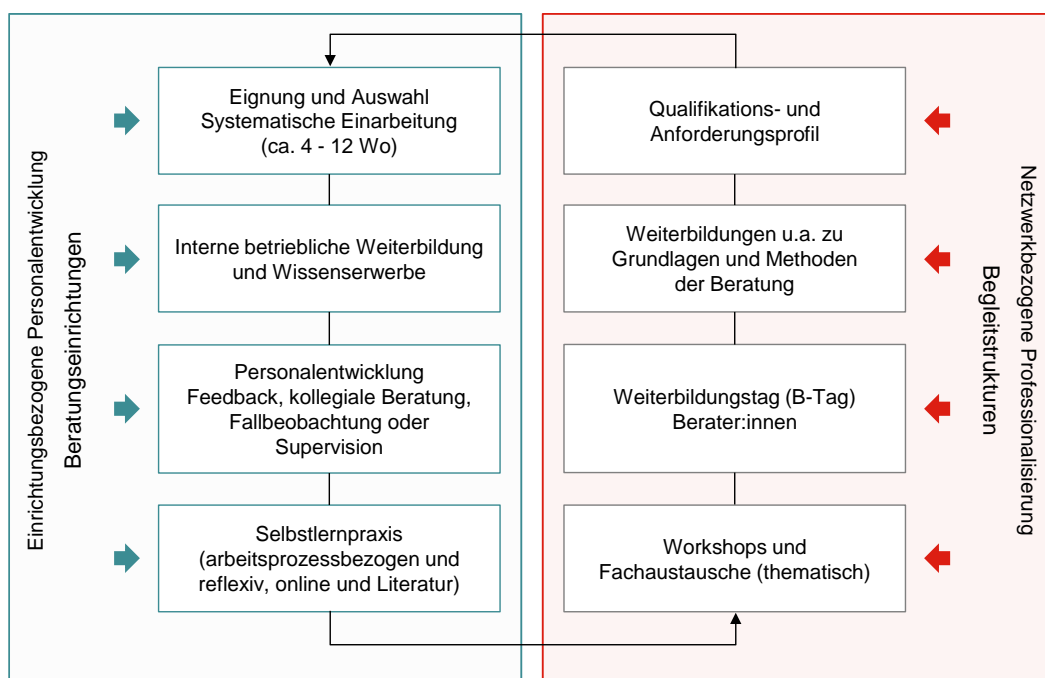 Einrichtungsbezogene Personalentwicklung
Beratungseinrichtungen
Eignung und Auswahl
Systematische Einarbeitung
(ca. 4 - 12 Wo)
Interne betriebliche Weiterbildung
und Wissenserwerbe
Personalentwicklung
Feedback, kollegiale Beratung,
Fallbeobachtung oder
Supervision
Selbstlernpraxis
(arbeitsprozessbezogen und
reflexiv, online und Literatur)
Qualifikations- und
Anforderungsprofil
Weiterbildungen u.a. zu
Grundlagen und Methoden
der Beratung
Weiterbildungstag (B-Tag)
Berater:innen
Workshops und
Fachaustausche (thematisch)
Netzwerkbezogene Professionalisierung
Begleitstrukturen